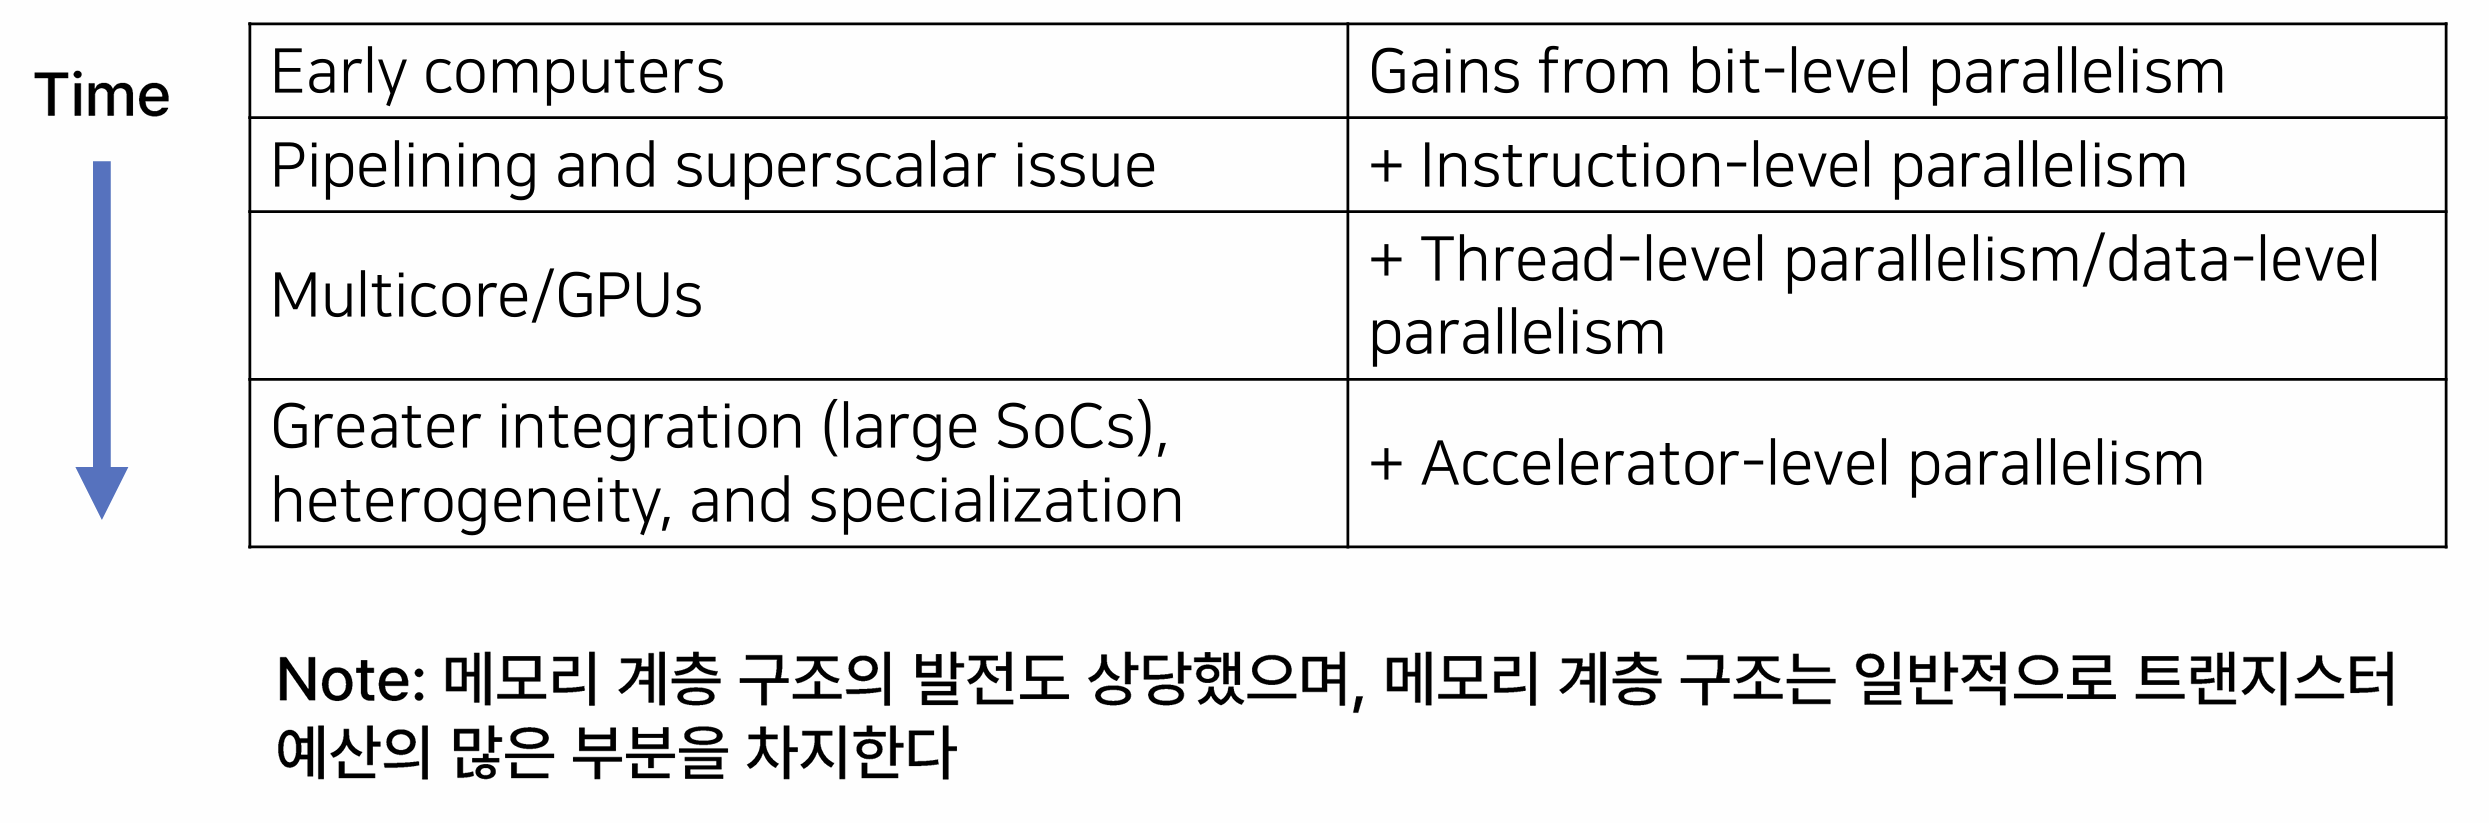 Time
Early computers
Gains from bit-level parallelism
Pipelining and superscalar issue
+ Instruction-level parallelism
Multicore/GPUs
+ Thread-level parallelism/data-level
parallelism
Greater integration (large SoCs),
heterogeneity, and specialization
+ Accelerator-level parallelism
Note: 메모리 계층 구조의 발전도 상당했으며, 메모리 계층 구조는 일반적으로 트랜지스터
예산의 많은 부분을 차지한다